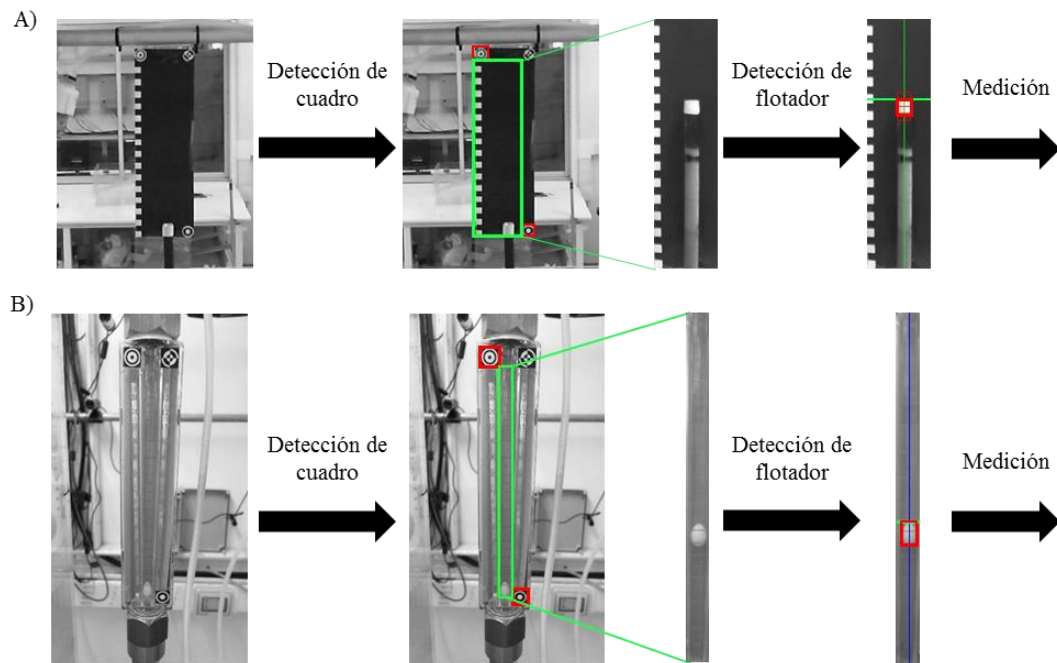 A)
Detección de
cuadro
Detección de
flotador
Medición
B)
Detección de
cuadro
Detección de
flotador
Medición